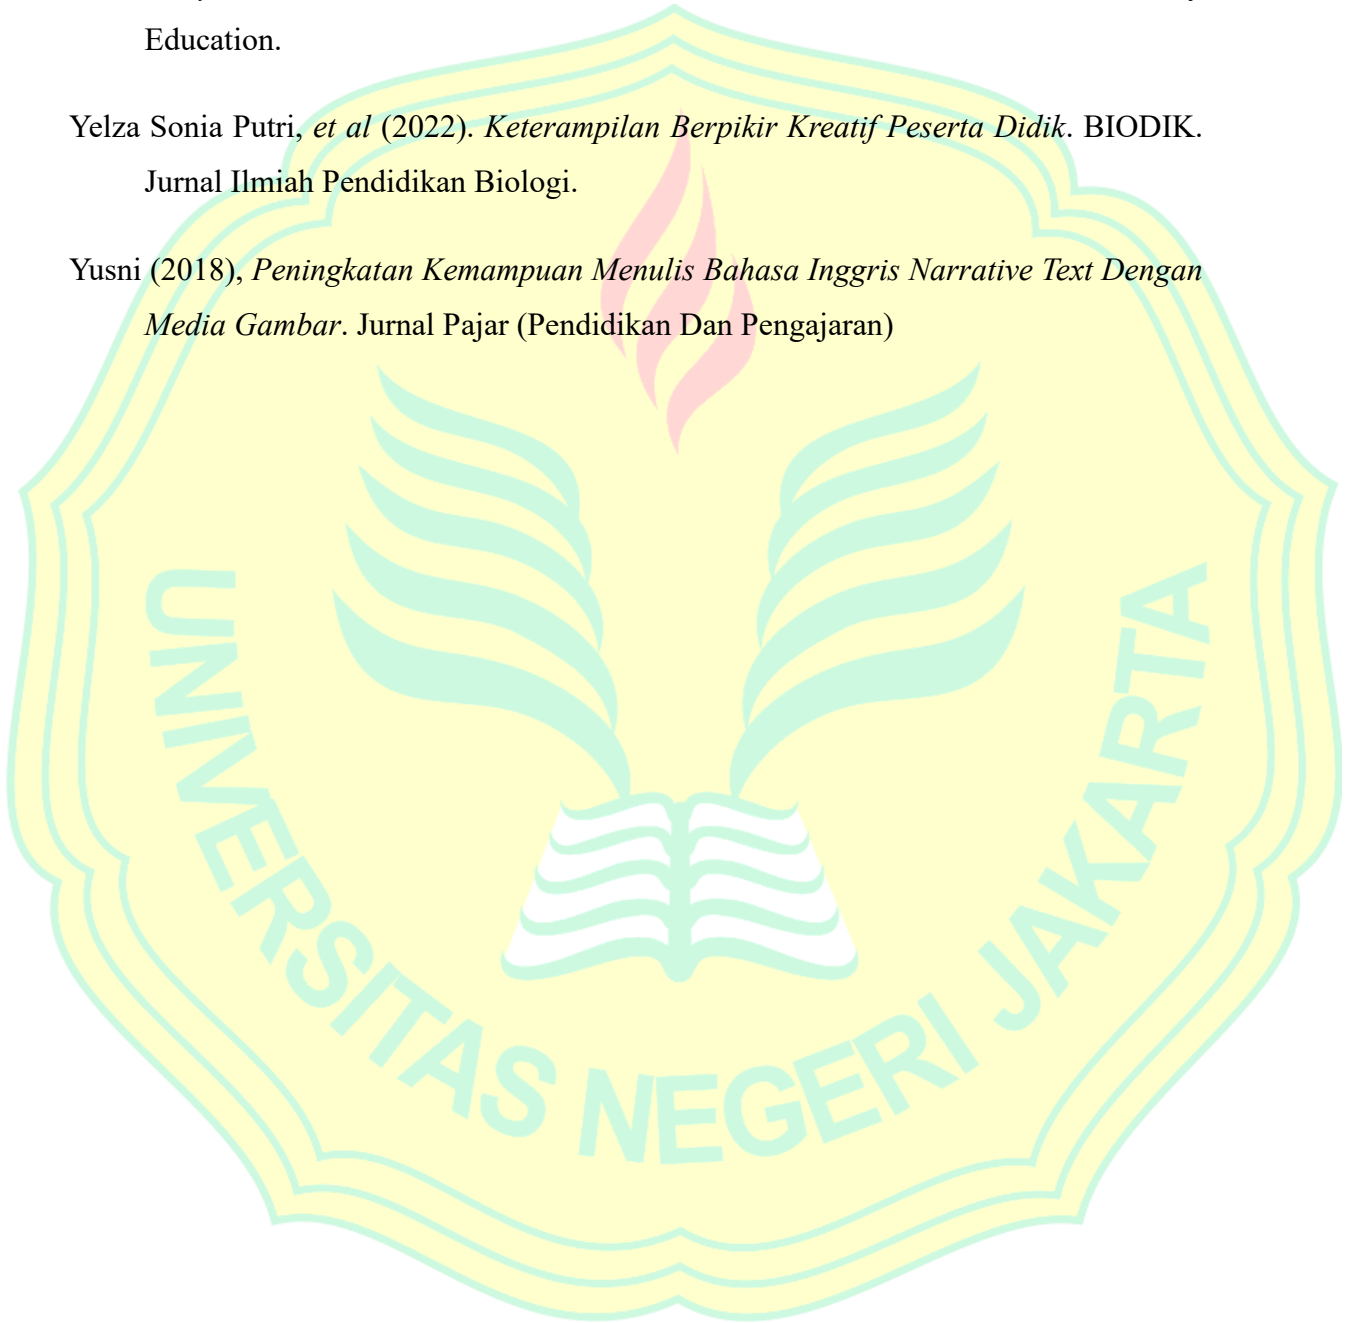 Education.
Yelza Sonia Putri, et al (2022). Keterampilan Berpikir Kreatif Peserta Didik. BIODIK.
Jurnal Ilmiah Pendidikan Biologi.
Yusni (2018), Peningkatan Kemampuan Menulis Bahasa Inggris Narrative Text Dengan
Media Gambar. Jurnal Pajar (Pendidikan Dan Pengajaran)
UNIVERSITAS NEGERI JAKARTA